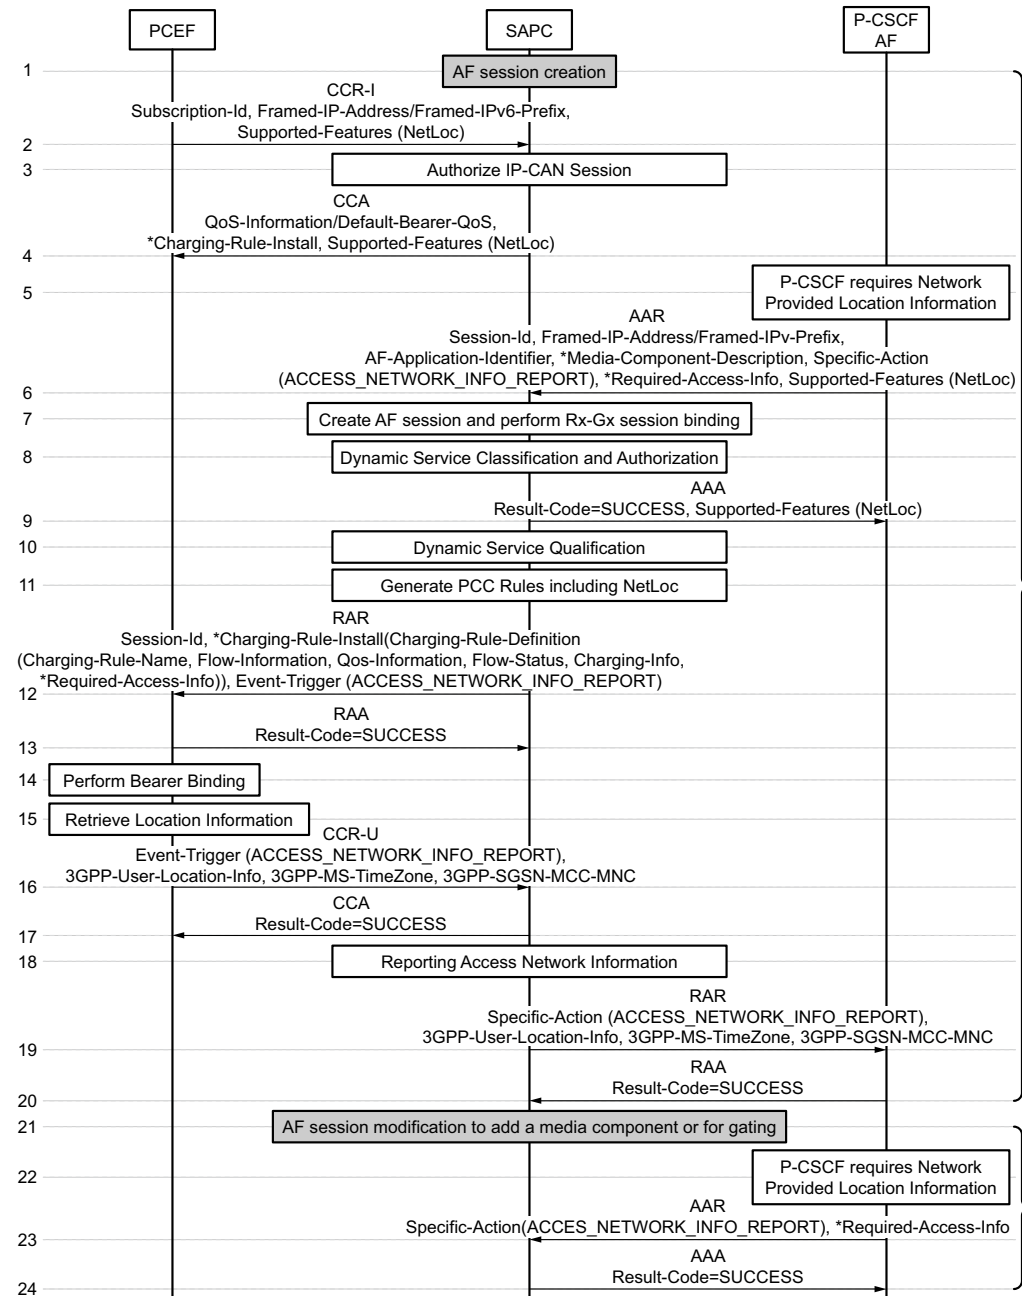 PCEF
SAPC
P-CSCF
AF
1
AF session creation
CCR-I
Subscription-Id, Framed-IP-Address/Framed-IPv6-Prefix,
Supported-Features (NetLoc)
2
3
Authorize IP-CAN Session
CCA
QoS-Information/Default-Bearer-QoS,
*Charging-Rule-Install, Supported-Features (NetLoc)
4
5
P-CSCF requires Network
Provided Location Information
AAR
Session-Id, Framed-IP-Address/Framed-IPv-Prefix,
AF-Application-Identifier, *Media-Component-Description, Specific-Action
(ACCESS_NETWORK_INFO_REPORT), *Required-Access-Info, Supported-Features (NetLoc)
6
7
Create AF session and perform Rx-Gx session binding
8
Dynamic Service Classification and Authorization
AAA
Result-Code=SUCCESS, Supported-Features (NetLoc)
9
10
Dynamic Service Qualification
11
Generate PCC Rules including NetLoc
RAR
Session-Id, *Charging-Rule-Install(Charging-Rule-Definition
(Charging-Rule-Name, Flow-Information, Qos-Information, Flow-Status, Charging-Info,
*Required-Access-Info)), Event-Trigger (ACCESS_NETWORK_INFO_REPORT)
12
RAA
Result-Code=SUCCESS
13
14
Perform Bearer Binding
15
Retrieve Location Information
CCR-U
Event-Trigger (ACCESS_NETWORK_INFO_REPORT),
3GPP-User-Location-Info, 3GPP-MS-TimeZone, 3GPP-SGSN-MCC-MNC
16
CCA
Result-Code=SUCCESS
17
18
Reporting Access Network Information
RAR
Specific-Action (ACCESS_NETWORK_INFO_REPORT),
3GPP-User-Location-Info, 3GPP-MS-TimeZone, 3GPP-SGSN-MCC-MNC
19
RAA
Result-Code=SUCCESS
20
21
AF session modification to add a media component or for gating
22
P-CSCF requires Network
Provided Location Information
AAR
Specific-Action(ACCES_NETWORK_INFO_REPORT), *Required-Access-Info
23
AAA
Result-Code=SUCCESS
24